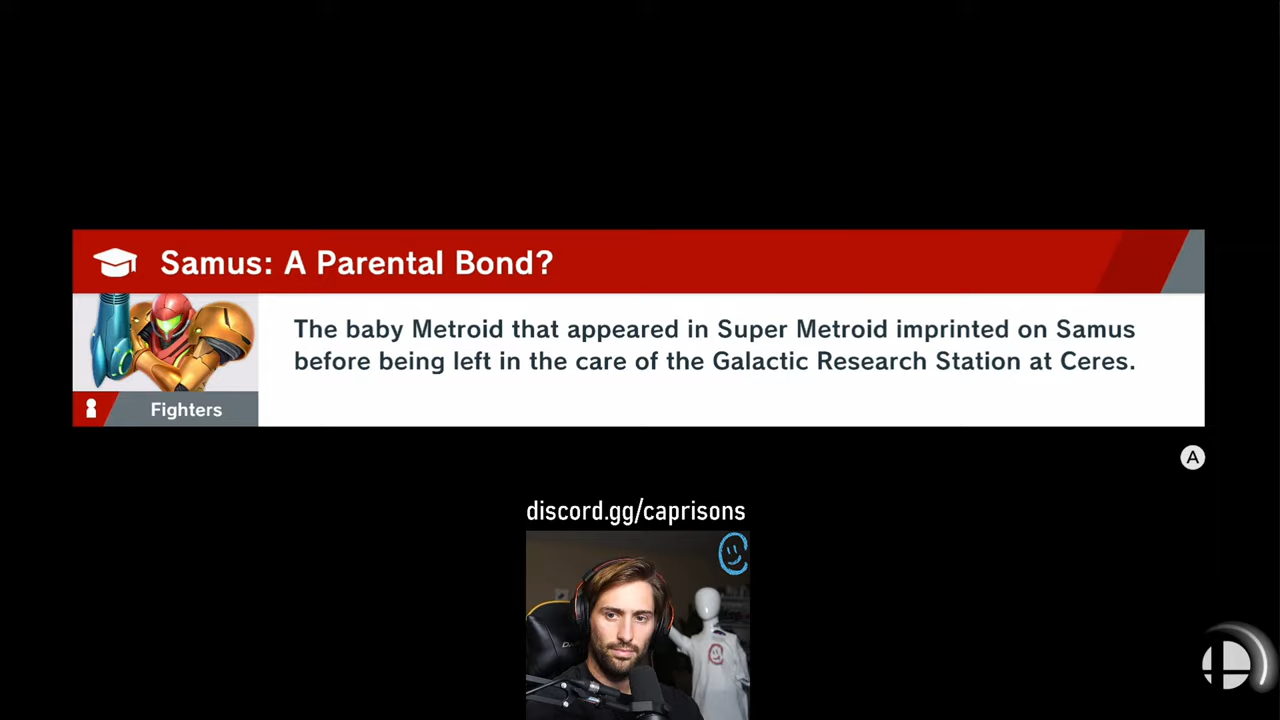 Samus: A Parental Bond?
The baby Metroid that appeared in Super Metroid imprinted on Samus
before being left in the care of the Galactic Research Station at Ceres.
Fighters
A
discord.gg/caprisons